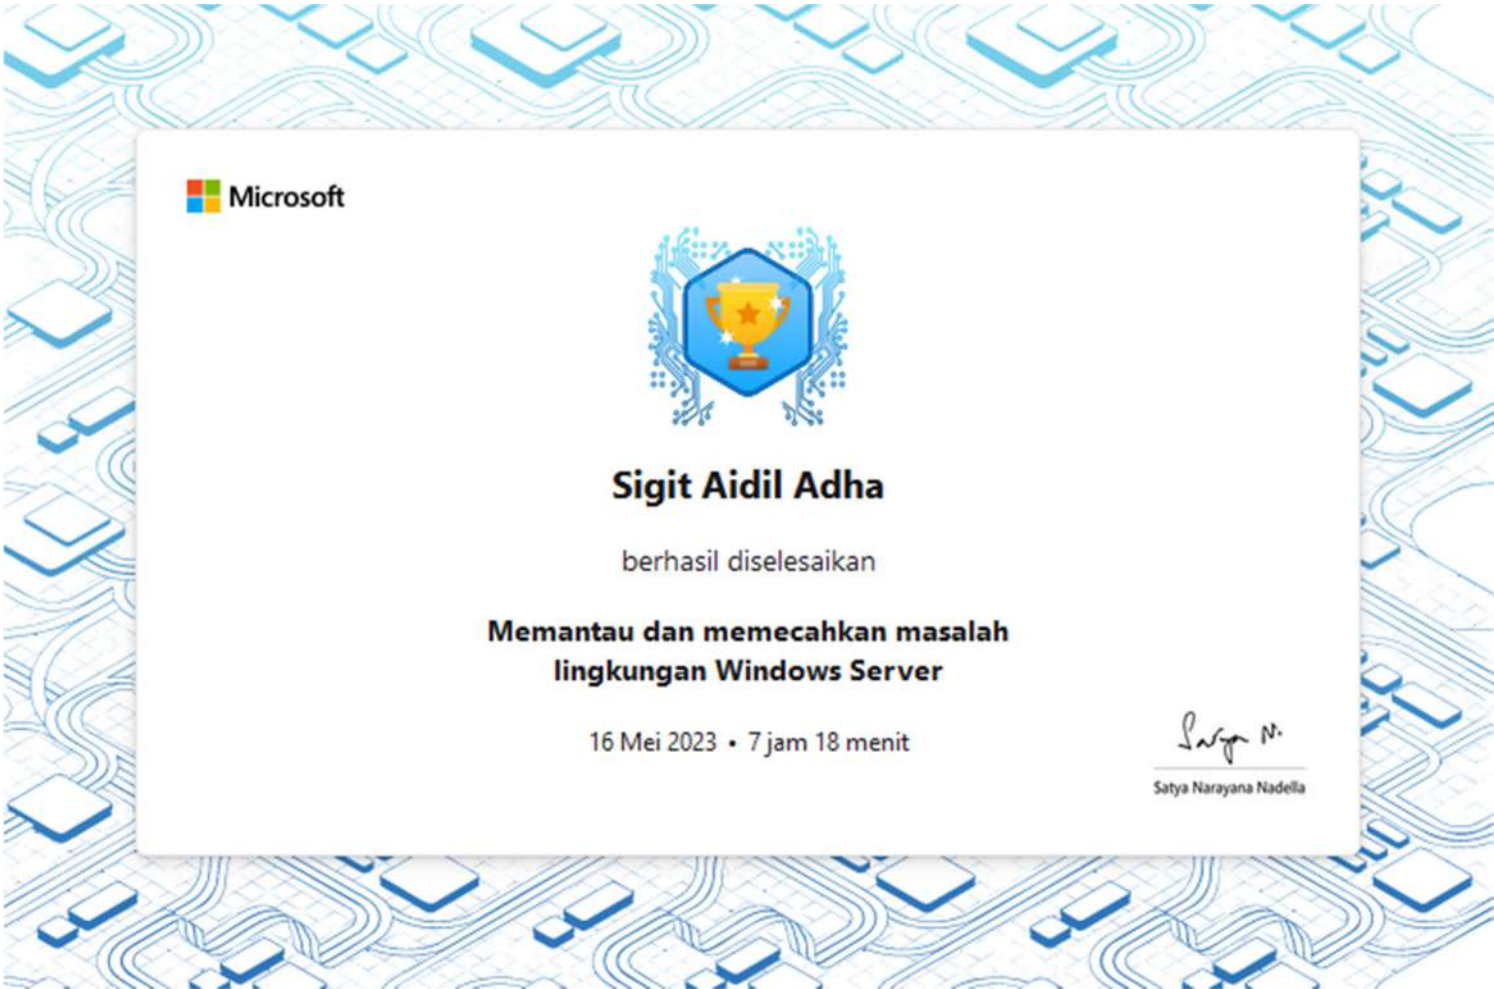 Microsoft
Sigit Aidil Adha
berhasil diselesaikan
Memantau dan memecahkan masalah
lingkungan Windows Server
16 Mei 2023 • 7 jam 18 menit
Satya N.
Satya Narayana Nadella